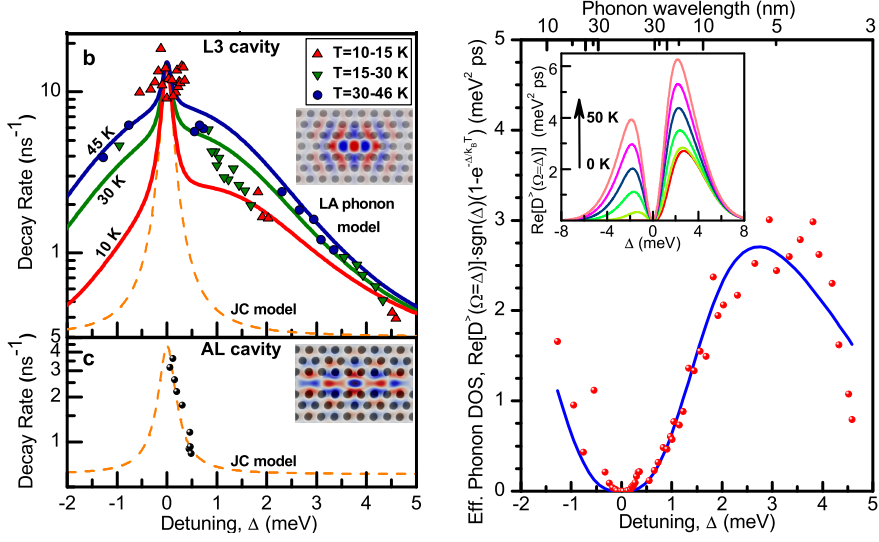 b
L3 cavity
T=10-15 K
T=15-30 K
T=30-46 K
45 K
30 K
10 K
LA phonon
model
JC model
10
1
Decay Rate (ns⁻¹)
c
AL cavity
JC model
5
4
3
2
1
Decay Rate (ns⁻¹)
-2 -1 0 1 2 3 4 5
Detuning, Δ (meV)
Phonon wavelength (nm)
10 30 30 10 5 3
Eff. Phonon DOS, Re[D^>(Ω=Δ)]·sgn(Δ)(1-e^{-Δ/k_BT}) (meV² ps)
6
5
4
3
2
1
0
-2 -1 0 1 2 3 4 5
Detuning, Δ (meV)
Re[D^>(Ω=Δ)] (meV² ps)
6
4
2
50 K
0 K
-8 -4 0 4 8
Δ (meV)